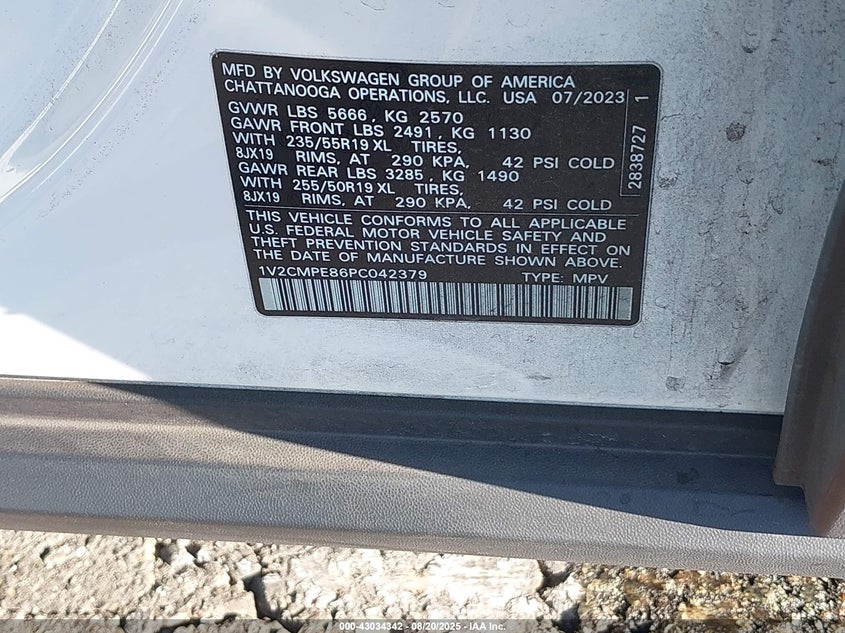 MFD BY VOLKSWAGEN GROUP OF AMERICA
CHATTANOOGA OPERATIONS, LLC. USA 07/2023
GVWR LBS 5666, KG 2570
GAWR FRONT LBS 2491, KG 1130
WITH 235/55R19 XL TIRES,
8JX19 RIMS, AT 290 KPA, 42 PSI COLD
GAWR REAR LBS 3285, KG 1490
WITH 255/50R19 XL TIRES,
8JX19 RIMS, AT 290 KPA, 42 PSI COLD
THIS VEHICLE CONFORMS TO ALL APPLICABLE
U.S. FEDERAL MOTOR VEHICLE SAFETY AND
THEFT PREVENTION STANDARDS IN EFFECT ON
THE DATE OF MANUFACTURE SHOWN ABOVE.
1V2CMPE86PC042379 TYPE: MPV
2838727 1
000-43034342 - 08/20/2025 - IAA Inc.